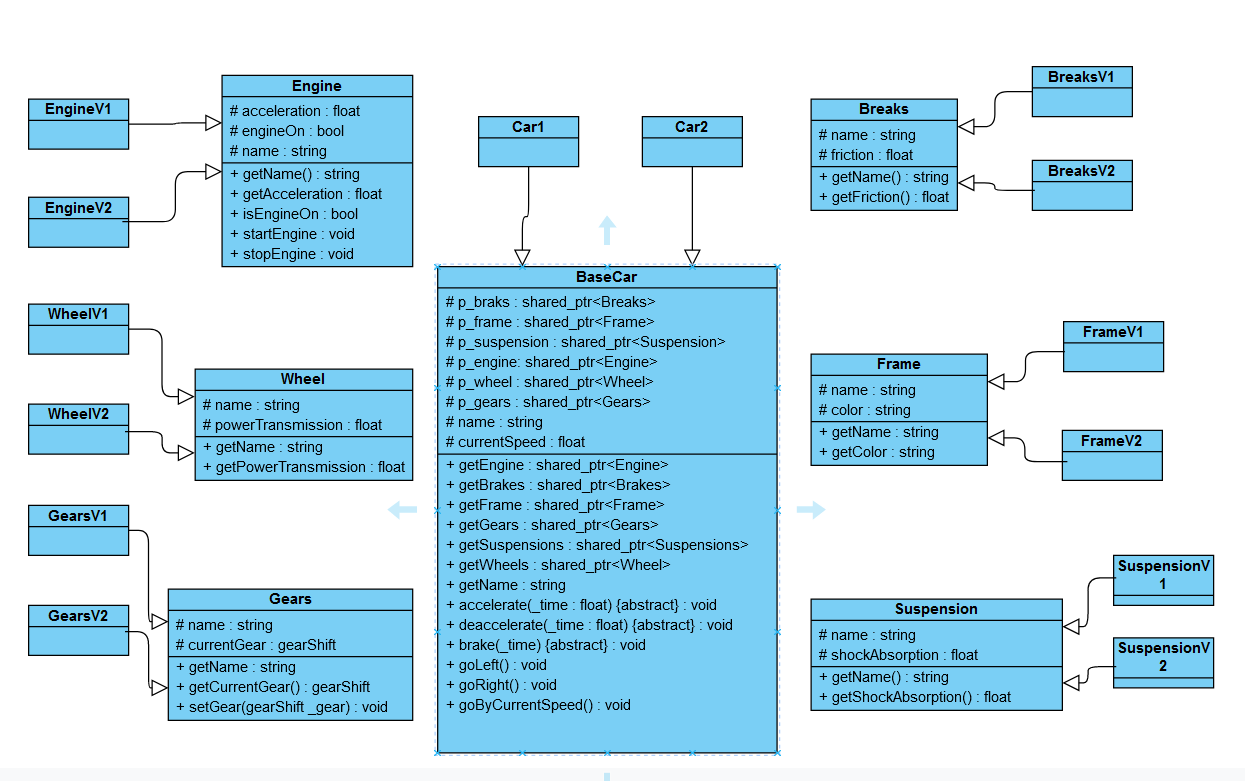 EngineV1
EngineV2
Engine
# acceleration : float
# engineOn : bool
# name : string
+ getName() : string
+ getAcceleration : float
+ isEngineOn : bool
+ startEngine : void
+ stopEngine : void
Car1
Car2
Breaks
# name : string
# friction : float
+ getName() : string
+ getFriction() : float
BreaksV1
BreaksV2
WheelV1
WheelV2
Wheel
# name : string
# powerTransmission : float
+ getName : string
+ getPowerTransmission : float
BaseCar
# p_braks : shared_ptr<Breaks>
# p_frame : shared_ptr<Frame>
# p_suspension : shared_ptr<Suspension>
# p_engine: shared_ptr<Engine>
# p_wheel : shared_ptr<Wheel>
# p_gears : shared_ptr<Gears>
# name : string
# currentSpeed : float
+ getEngine : shared_ptr<Engine>
+ getBrakes : shared_ptr<Brakes>
+ getFrame : shared_ptr<Frame>
+ getGears : shared_ptr<Gears>
+ getSuspensions : shared_ptr<Suspensions>
+ getWheels : shared_ptr<Wheel>
+ getName : string
+ accelerate(_time : float) {abstract} : void
+ deaccelerate(_time : float) {abstract} : void
+ brake(_time) {abstract} : void
+ goLeft() : void
+ goRight() : void
+ goByCurrentSpeed() : void
Frame
# name : string
# color : string
+ getName : string
+ getColor : string
FrameV1
FrameV2
GearsV1
GearsV2
Gears
# name : string
# currentGear : gearShift
+ getName : string
+ getCurrentGear() : gearShift
+ setGear(gearShift _gear) : void
Suspension
# name : string
# shockAbsorption : float
+ getName() : string
+ getShockAbsorption() : float
SuspensionV
1
SuspensionV
2